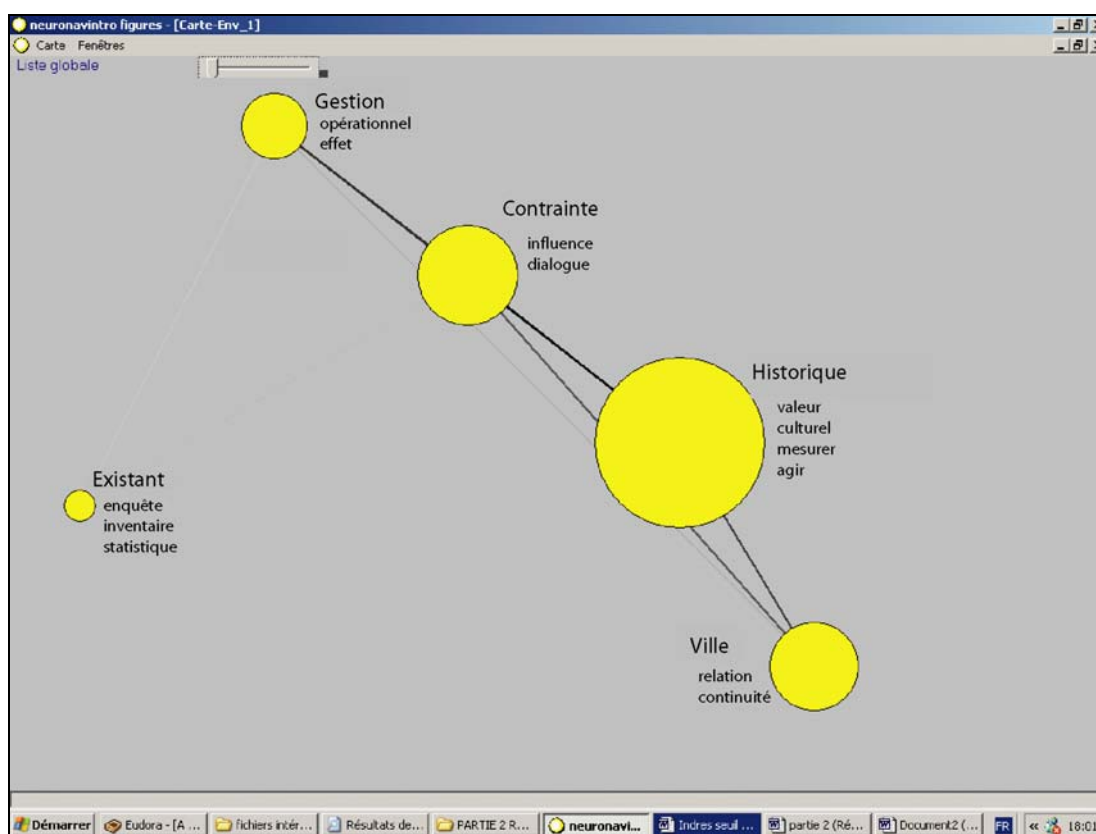 neuronavintro figures - [Carte-Env_1]
Carte Fenêtres
Liste globale
Gestion
opérationnel
effet
Contrainte
influence
dialogue
Historique
valeur
culturel
mesurer
agir
Existant
enquête
inventaire
statistique
Ville
relation
continuité
Démarrer Eudora - [A ... fichiers intér... Résultats de... PARTIE 2 R... neuronavi... Indres seul ... partie 2 (Ré... Document2 (... FR « 18:01